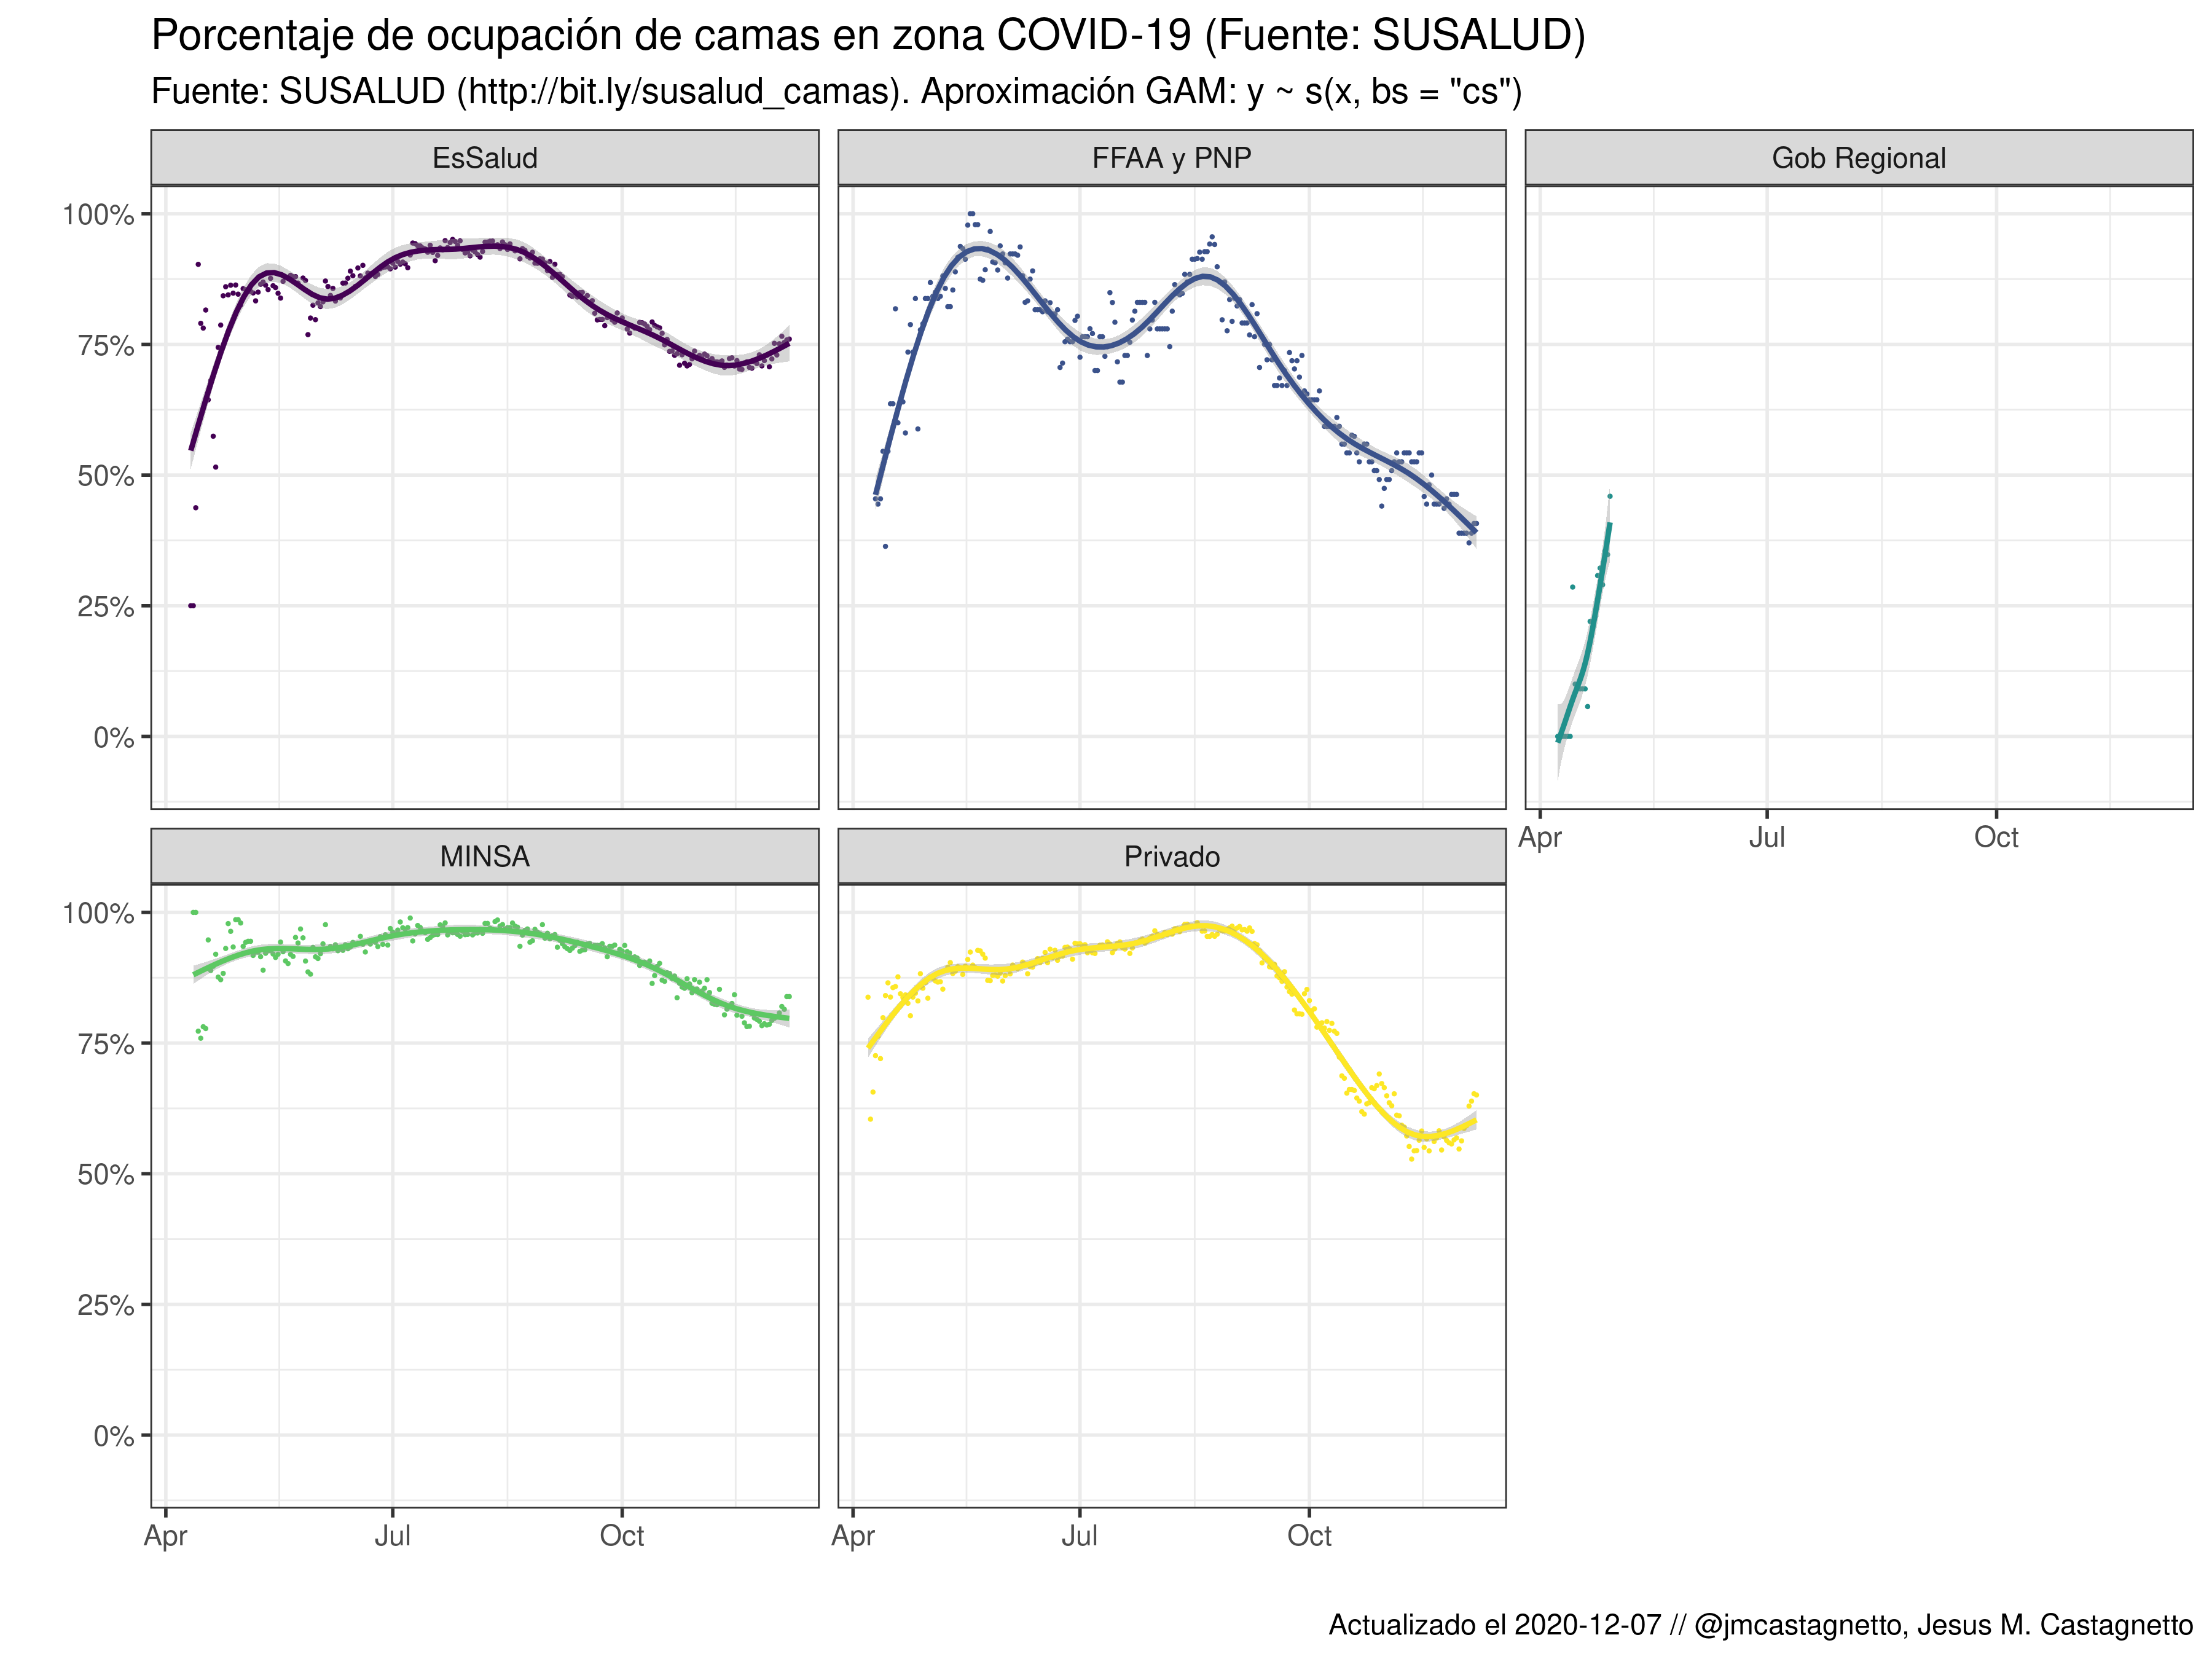 Porcentaje de ocupación de camas en zona COVID-19 (Fuente: SUSALUD)
Fuente: SUSALUD (http://bit.ly/susalud_camas). Aproximación GAM: y ~ s(x, bs = "cs")
EsSalud
FFAA y PNP
Gob Regional
100%
75%
50%
25%
0%
Apr
Jul
Oct
MINSA
Privado
100%
75%
50%
25%
0%
Apr
Jul
Oct
Apr
Jul
Oct
Actualizado el 2020-12-07 // @jmcastagnetto, Jesus M. Castagnetto